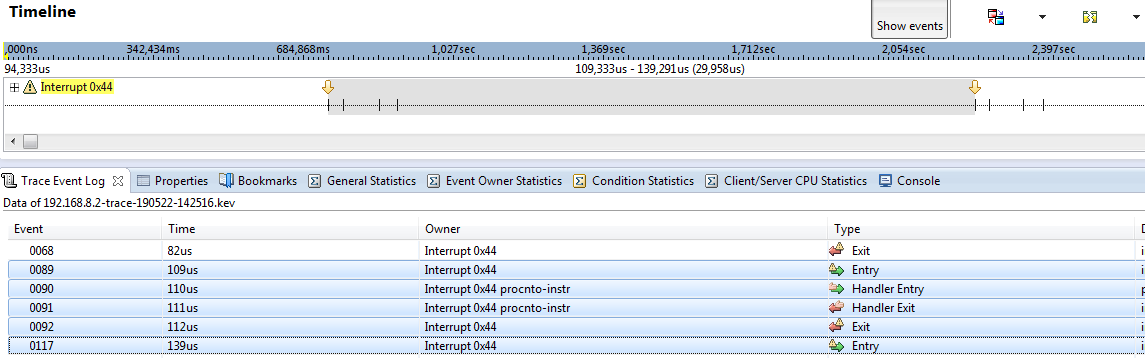 Timeline
Show events
,000ns 342,434ms 684,868ms 1,027sec 1,369sec 1,712sec 2,054sec 2,397sec
94,333us 109,333us - 139,291us (29,958us)
Interrupt 0x44
Trace Event Log Properties Bookmarks General Statistics Event Owner Statistics Condition Statistics Client/Server CPU Statistics Console
Data of 192.168.8.2-trace-190522-142516.kev
Event Time Owner Type
0068 82us Interrupt 0x44 Exit i
0089 109us Interrupt 0x44 Entry i
0090 110us Interrupt 0x44 procnto-instr Handler Entry p
0091 111us Interrupt 0x44 procnto-instr Handler Exit i
0092 112us Interrupt 0x44 Exit i
0117 139us Interrupt 0x44 Entry i